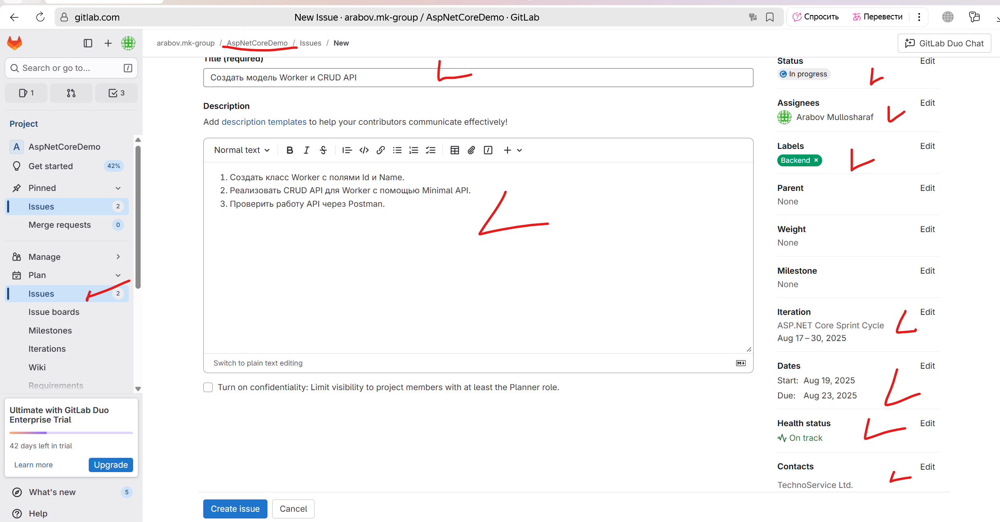 gitlab.com
New Issue · arabov.mk-group / AspNetCoreDemo · GitLab
Спросить
Перевести
arabov.mk-group / AspNetCoreDemo / Issues / New
GitLab Duo Chat
Search or go to...
1
3
Project
A AspNetCoreDemo
Get started 42%
Pinned
Issues 2
Merge requests 0
Manage
Plan
Issues 2
Issue boards
Milestones
Iterations
Wiki
Requirements
Ultimate with GitLab Duo
Enterprise Trial
42 days left in trial
Learn more
Upgrade
What's new 5
Help
Title (required)
Создать модель Worker и CRUD API
Description
Add description templates to help your contributors communicate effectively!
Normal text
1. Создать класс Worker с полями Id и Name.
2. Реализовать CRUD API для Worker с помощью Minimal API.
3. Проверить работу API через Postman.
Switch to plain text editing
Turn on confidentiality: Limit visibility to project members with at least the Planner role.
Create issue
Cancel
Status Edit
In progress
Assignees Edit
Arabov Mullosharaf
Labels Edit
Backend ×
Parent Edit
None
Weight Edit
None
Milestone Edit
None
Iteration Edit
ASP.NET Core Sprint Cycle
Aug 17 – 30, 2025
Dates Edit
Start: Aug 19, 2025
Due: Aug 23, 2025
Health status Edit
On track
Contacts Edit
TechnoService Ltd.